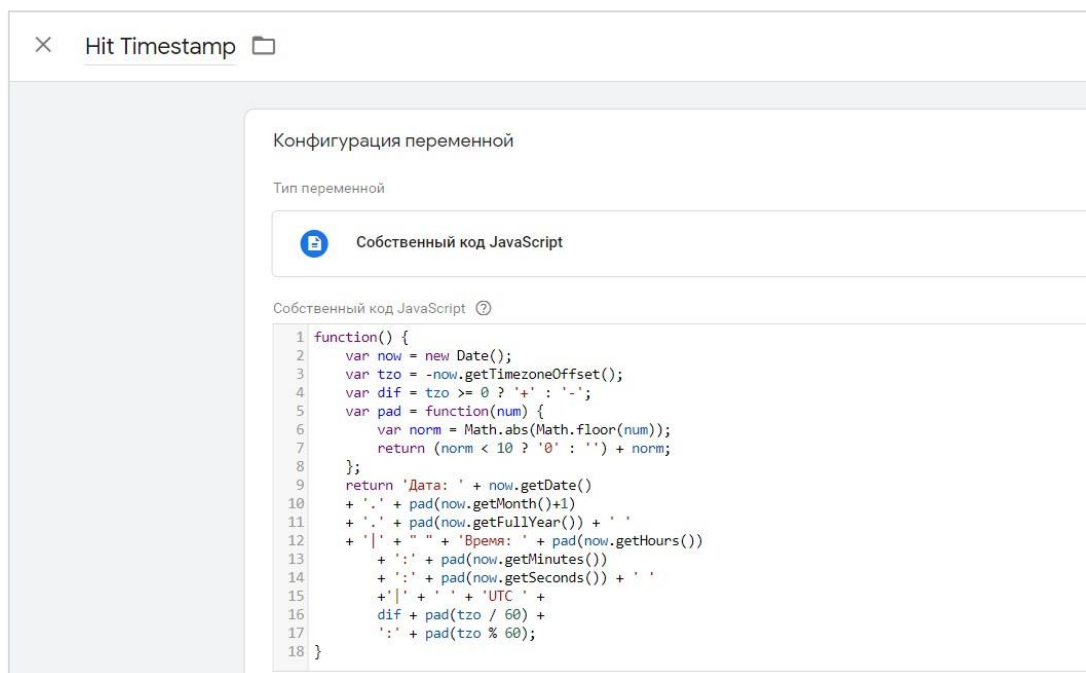 Hit Timestamp
Конфигурация переменной
Тип переменной
Собственный код JavaScript
Собственный код JavaScript
1 function() {
2     var now = new Date();
3     var tzo = -now.getTimezoneOffset();
4     var dif = tzo >= 0 ? '+' : '-';
5     var pad = function(num) {
6         var norm = Math.abs(Math.floor(num));
7         return (norm < 10 ? '0' : '') + norm;
8     };
9     return 'Дата: ' + now.getDate()
10     + '.' + pad(now.getMonth()+1)
11     + '.' + pad(now.getFullYear()) + ' '
12     + '|' + " " + 'Время: ' + pad(now.getHours())
13         + ':' + pad(now.getMinutes())
14         + ':' + pad(now.getSeconds()) + ' '
15         +'|' + ' ' + 'UTC ' +
16         dif + pad(tzo / 60) +
17         ':' + pad(tzo % 60);
18 }